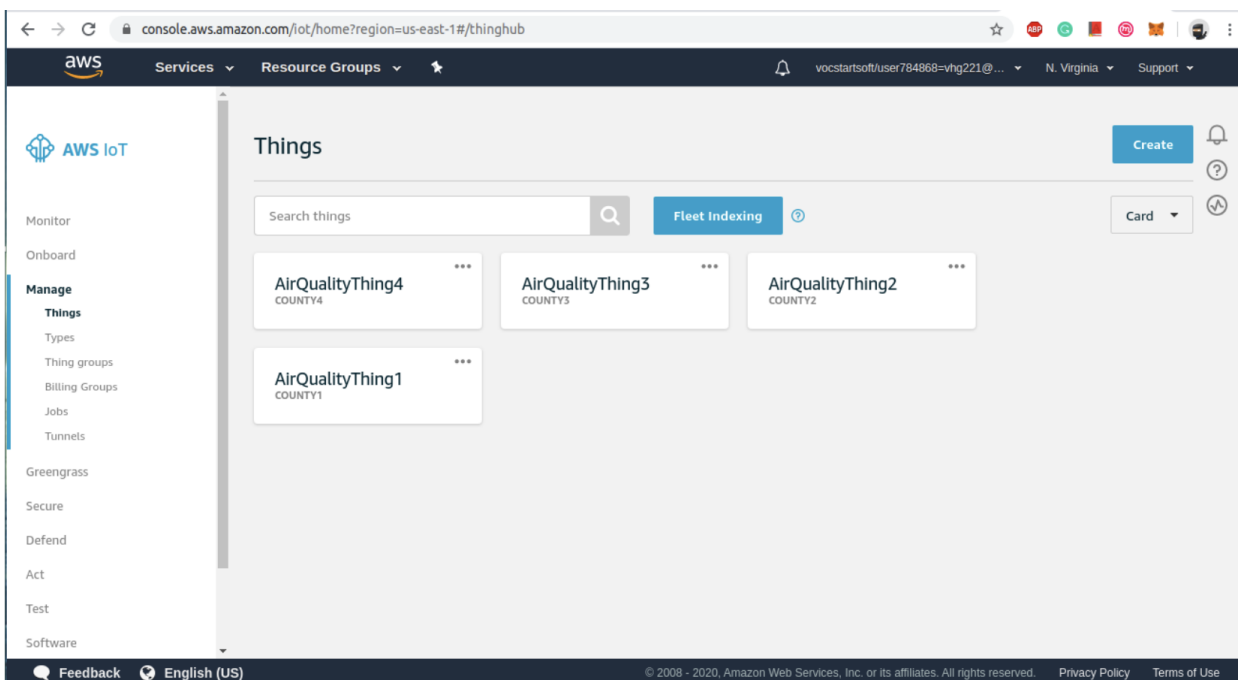 console.aws.amazon.com/iot/home?region=us-east-1#/thinghub
ABP
aws Services Resource Groups vocstartsoft/user784868=vhg221@... N. Virginia Support
AWS IoT
Monitor
Onboard
Manage
Things
Types
Thing groups
Billing Groups
Jobs
Tunnels
Greengrass
Secure
Defend
Act
Test
Software
Things Create
Search things Fleet Indexing Card
AirQualityThing4
COUNTY4
AirQualityThing3
COUNTY3
AirQualityThing2
COUNTY2
AirQualityThing1
COUNTY1
Feedback English (US) © 2008 - 2020, Amazon Web Services, Inc. or its affiliates. All rights reserved. Privacy Policy Terms of Use